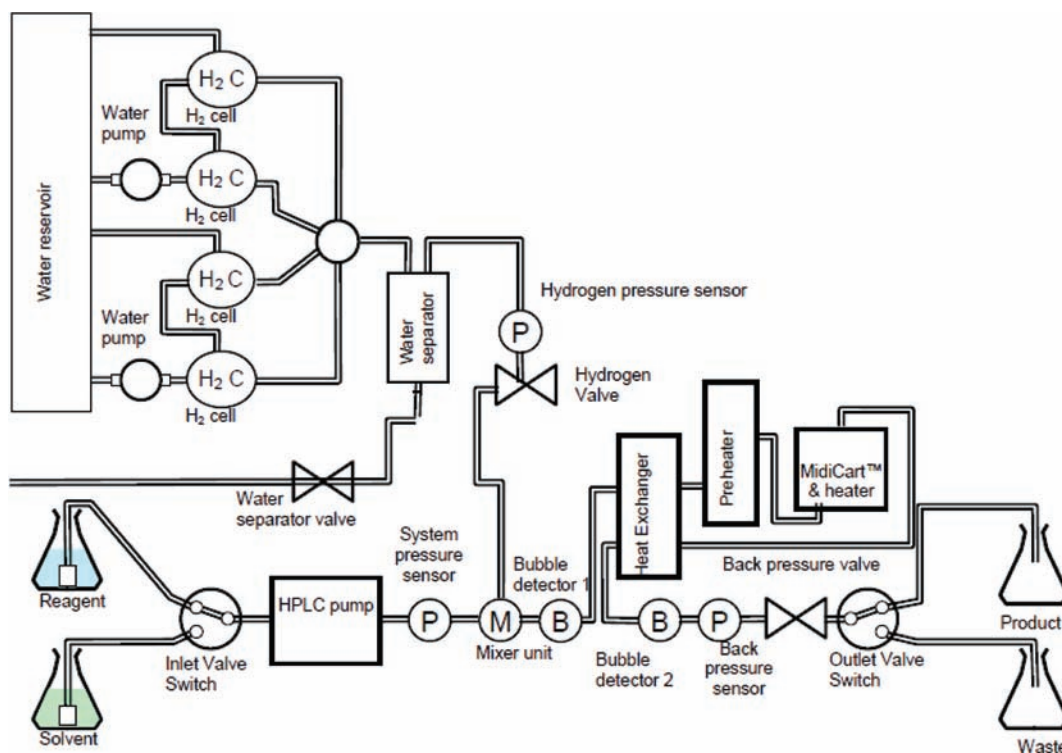 Water reservoir
H₂ C
H₂ cell
Water
pump
H₂ C
H₂ cell
H₂ C
H₂ cell
Water
pump
H₂ C
H₂ cell
Water
separator
Hydrogen pressure sensor
P
Hydrogen
Valve
Water
separator valve
Preheater
MidiCart™
& heater
Heat Exchanger
System
pressure
sensor
Bubble
detector 1
Back pressure valve
Reagent
HPLC pump
P
M
B
Mixer unit
B
P
Bubble
detector 2
Back
pressure
sensor
Inlet Valve
Switch
Outlet Valve
Switch
Product
Solvent
Waste